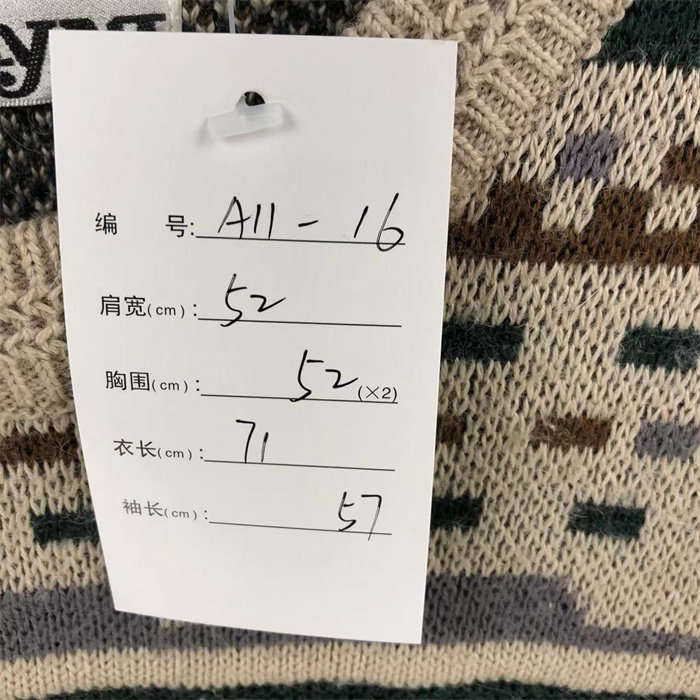 编 号: A11-16
肩宽(cm): 52
胸围(cm): 52(×2)
衣长(cm): 71
袖长(cm): 57